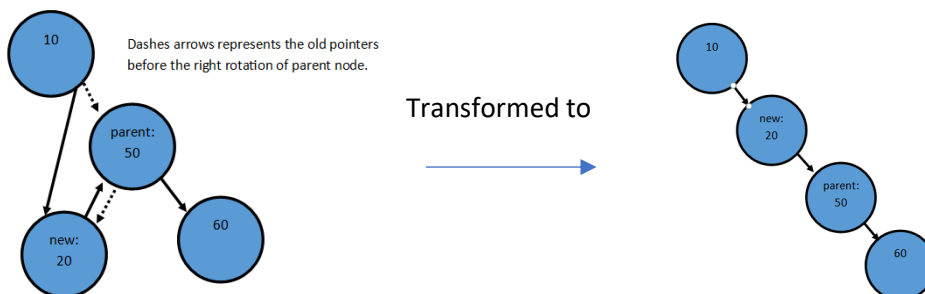 10
Dashes arrows represents the old pointers
before the right rotation of parent node.
parent:
50
new:
20
60
Transformed to
10
new:
20
parent:
50
60